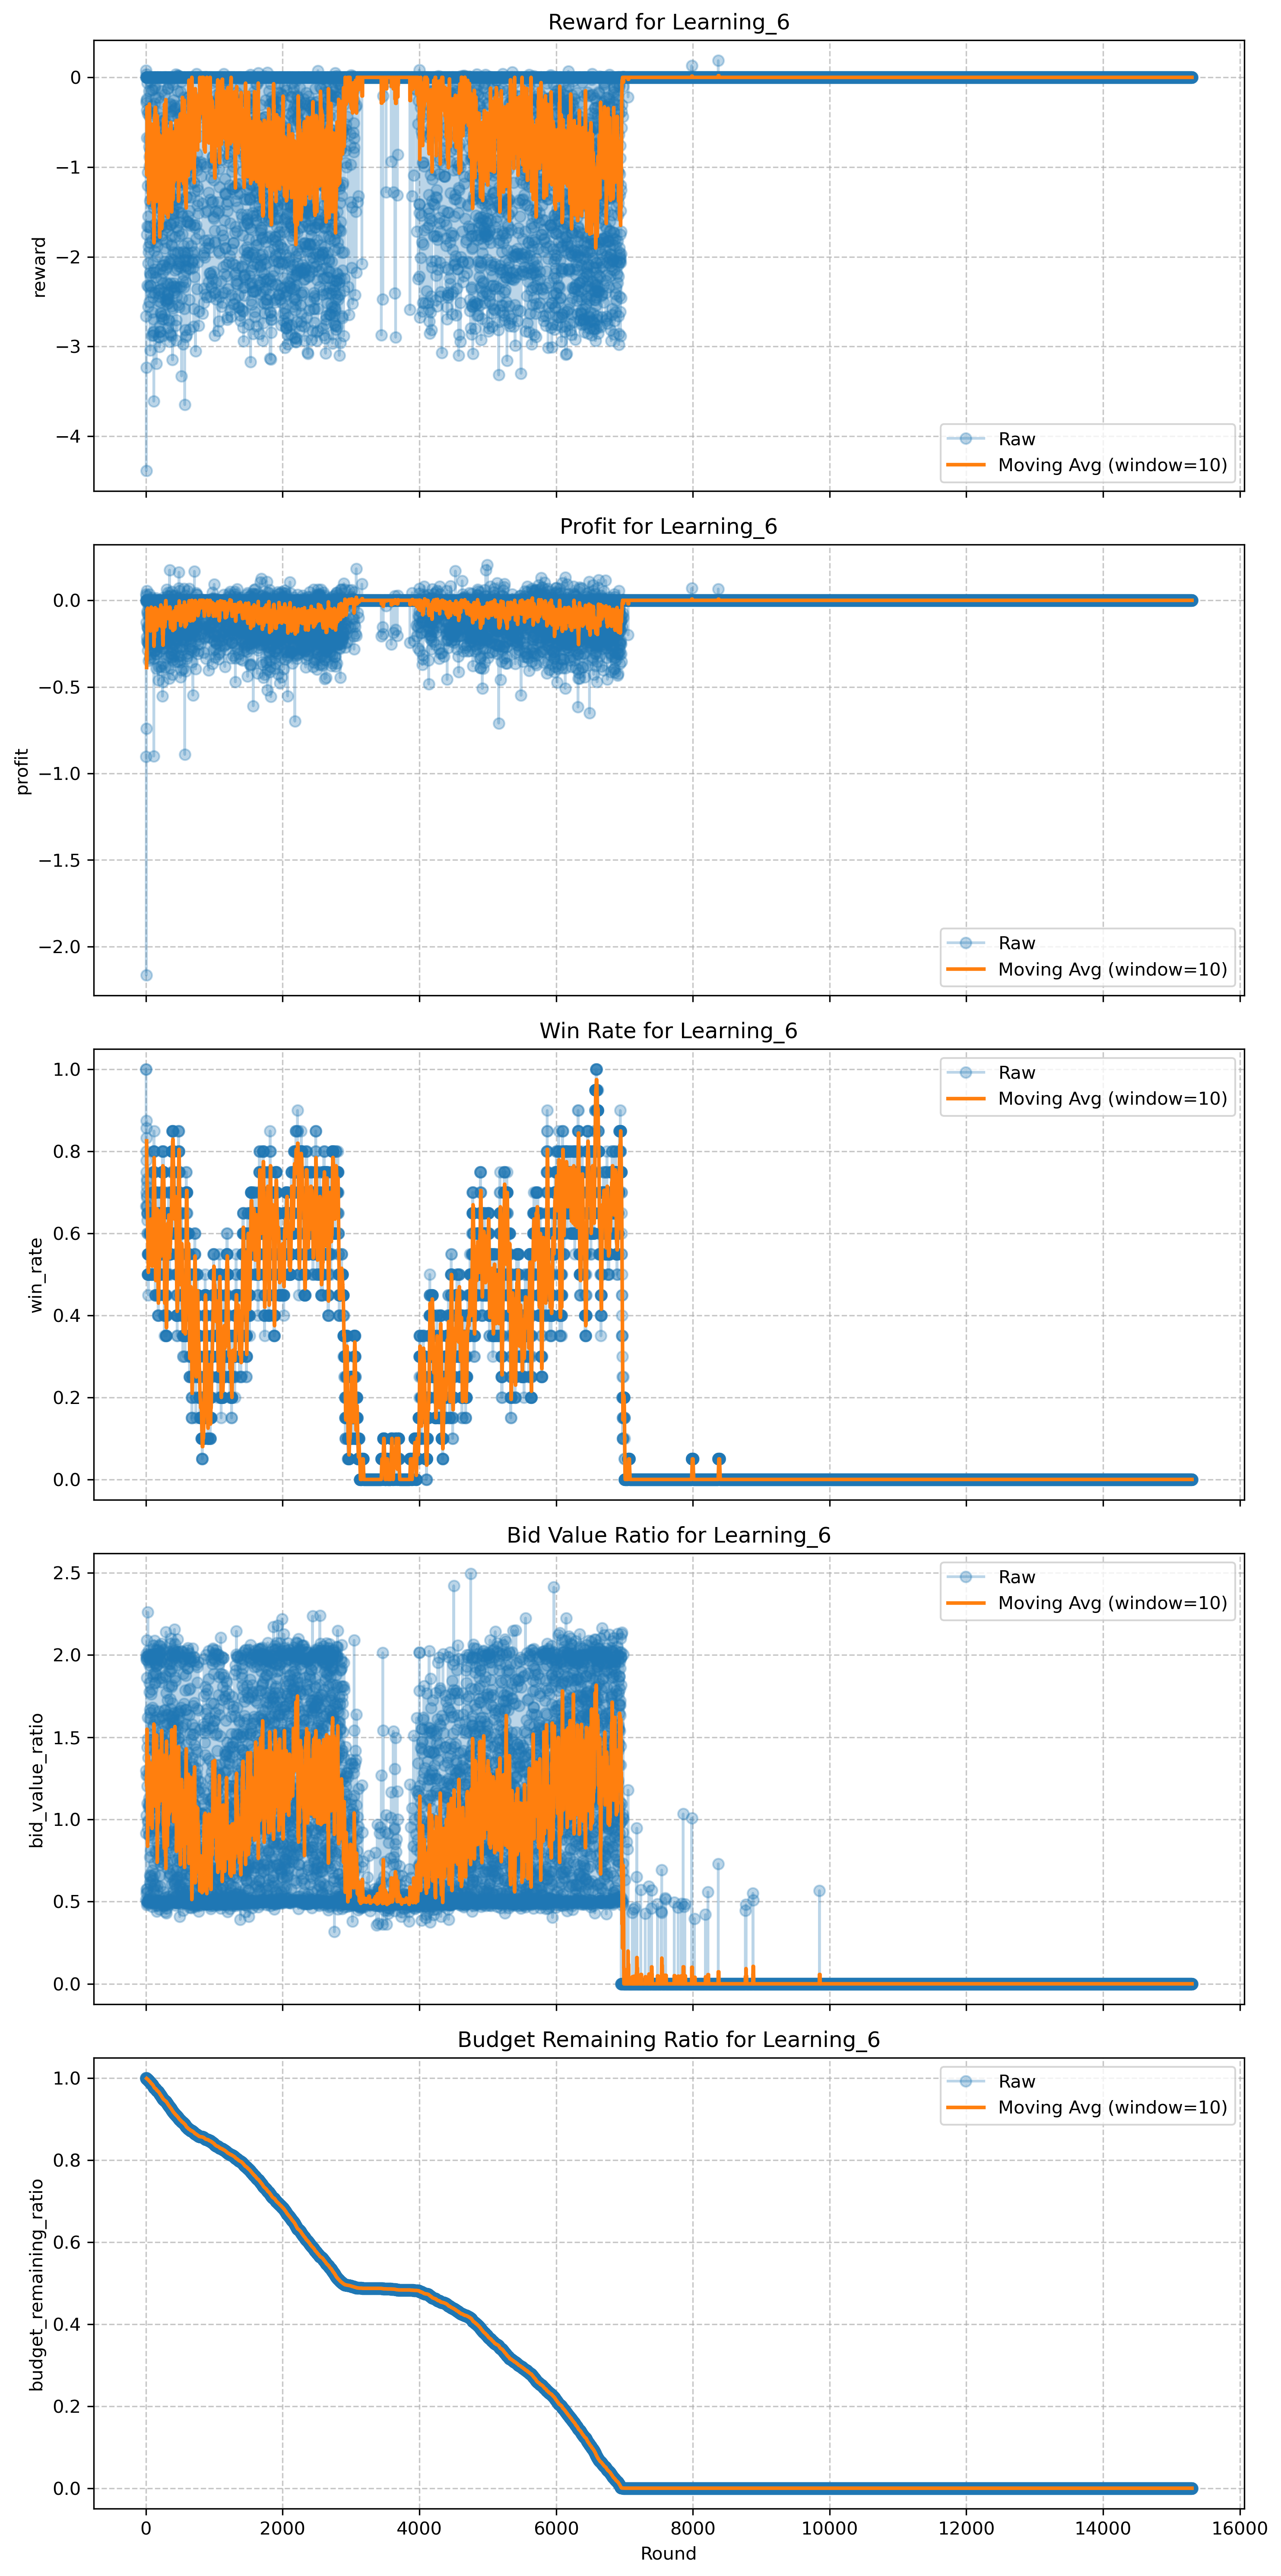 Reward for Learning_6
0
−1
−2
−3
−4
reward
Raw
Moving Avg (window=10)
Profit for Learning_6
0.0
−0.5
−1.0
−1.5
−2.0
profit
Raw
Moving Avg (window=10)
Win Rate for Learning_6
1.0
0.8
0.6
0.4
0.2
0.0
win_rate
Raw
Moving Avg (window=10)
Bid Value Ratio for Learning_6
2.5
2.0
1.5
1.0
0.5
0.0
bid_value_ratio
Raw
Moving Avg (window=10)
Budget Remaining Ratio for Learning_6
1.0
0.8
0.6
0.4
0.2
0.0
budget_remaining_ratio
Raw
Moving Avg (window=10)
0 2000 4000 6000 8000 10000 12000 14000 16000
Round